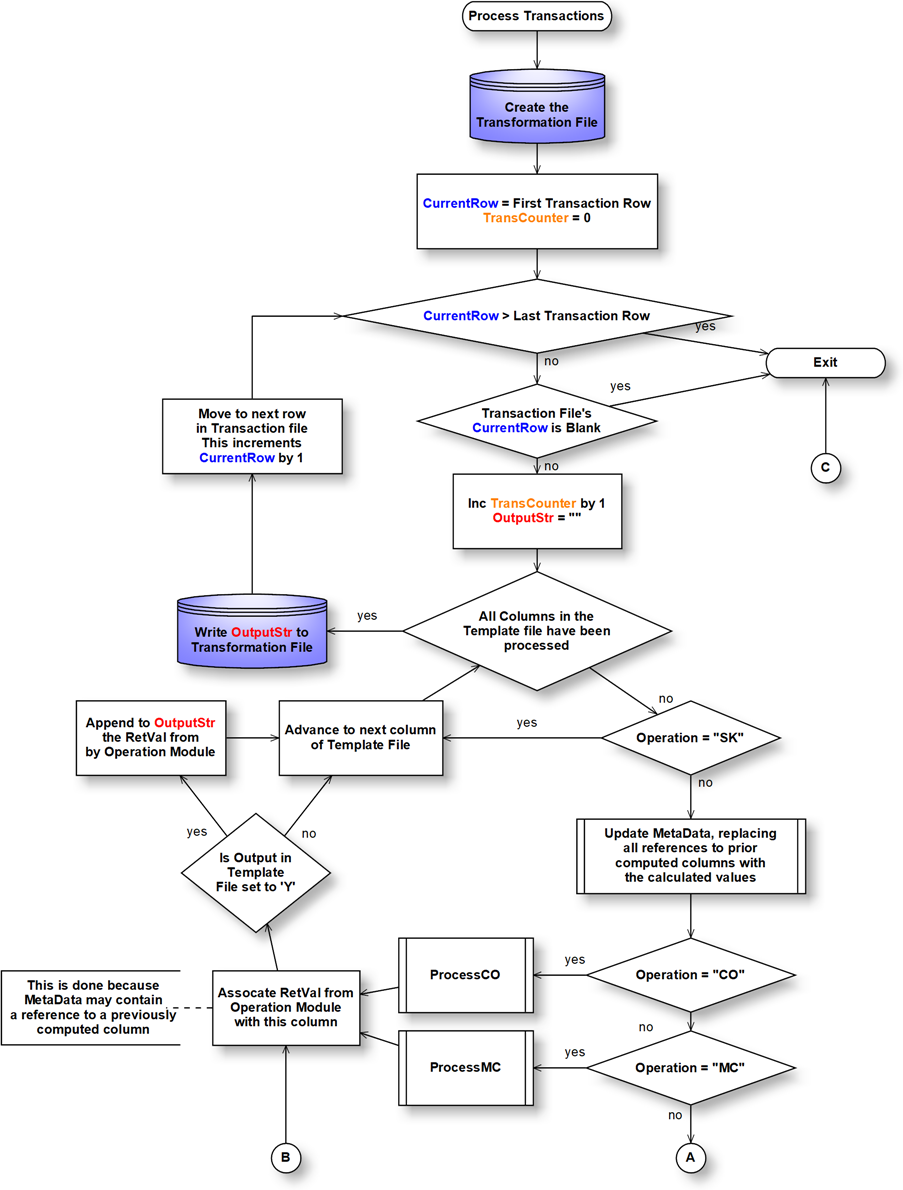 Process Transactions
Create the
Transformation File
CurrentRow = First Transaction Row
TransCounter = 0
CurrentRow > Last Transaction Row
yes
Exit
no
yes
Transaction File's
CurrentRow is Blank
Move to next row
in Transaction file
This increments
CurrentRow by 1
C
no
Inc TransCounter by 1
OutputStr = ""
All Columns in the
Template file have been
processed
yes
Write OutputStr to
Transformation File
no
Append to OutputStr
the RetVal from
by Operation Module
Advance to next column
of Template File
yes
Operation = "SK"
no
yes
no
Is Output in
Template
File set to 'Y'
Update MetaData, replacing
all references to prior
computed columns with
the calculated values
ProcessCO
yes
Operation = "CO"
This is done because
MetaData may contain
a reference to a previously
computed column
Assocate RetVal from
Operation Module
with this column
no
ProcessMC
yes
Operation = "MC"
no
B
A